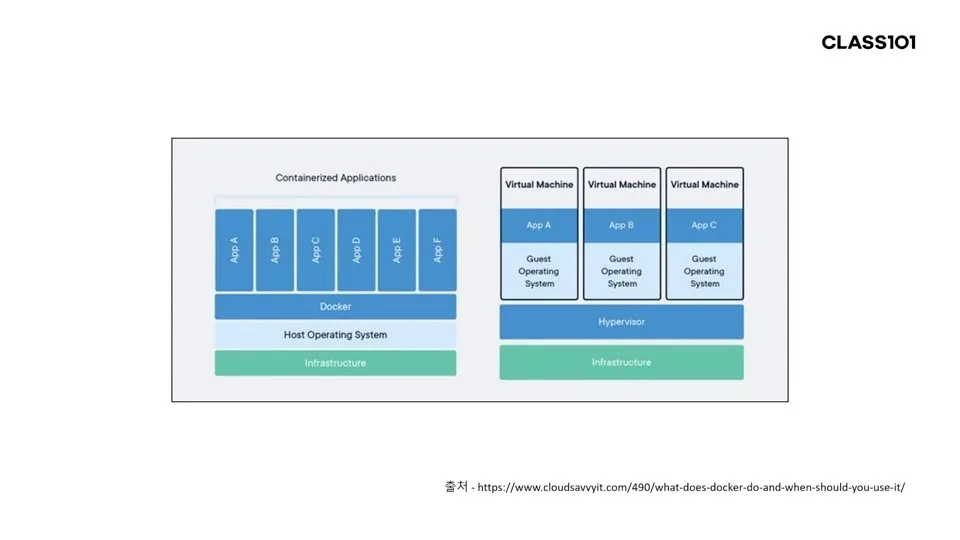 CLASS101
Containerized Applications
App A
App B
App C
App D
App E
App F
Docker
Host Operating System
Infrastructure
Virtual Machine
App A
Guest
Operating
System
Virtual Machine
App B
Guest
Operating
System
Virtual Machine
App C
Guest
Operating
System
Hypervisor
Infrastructure
출처 - https://www.cloudsavvyit.com/490/what-does-docker-do-and-when-should-you-use-it/